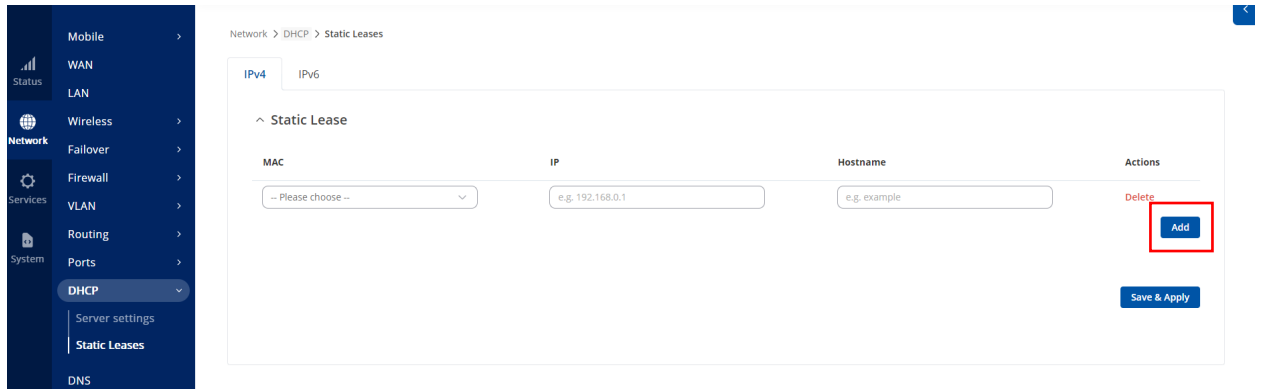 Status
Network
Services
System
Mobile
WAN
LAN
Wireless
Failover
Firewall
VLAN
Routing
Ports
DHCP
Server settings
Static Leases
DNS
Network > DHCP > Static Leases
IPv4 IPv6
Static Lease
MAC IP Hostname Actions
-- Please choose -- e.g. 192.168.0.1 e.g. example Delete
Add
Save & Apply